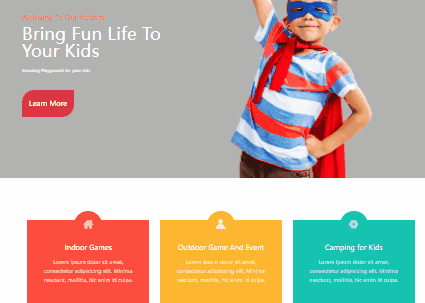 Welcome To Our Website
Bring Fun Life To
Your Kids
Amazing Playground for your kids
Learn More
Indoor Games
Lorem ipsum dolor sit amet,
consectetur adipisicing elit. Minima
nesciunt, mollitia, hic enim id culpa.
Outdoor Game And Event
Lorem ipsum dolor sit amet,
consectetur adipisicing elit. Minima
nesciunt, mollitia, hic enim id culpa.
Camping for Kids
Lorem ipsum dolor sit amet,
consectetur adipisicing elit. Minima
nesciunt, mollitia, hic enim id culpa.